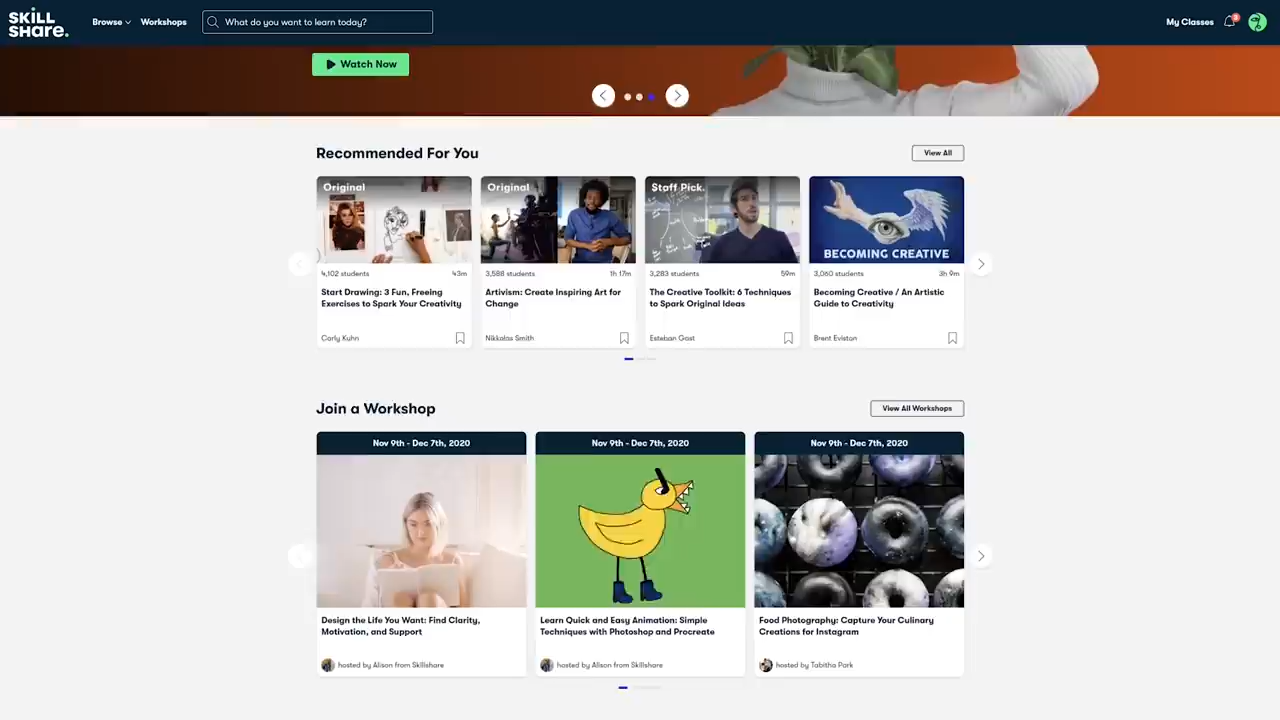 SKILL
SHARE.
Browse
Workshops
What do you want to learn today?
My Classes
Watch Now
Recommended For You
View All
Original
4,102 students
43m
Start Drawing: 3 Fun, Freeing
Exercises to Spark Your Creativity
Carly Kuhn
Original
3,588 students
1h 17m
Artivism: Create Inspiring Art for
Change
Nikkolas Smith
Staff Pick.
3,283 students
59m
The Creative Toolkit: 6 Techniques
to Spark Original Ideas
Esteban Gast
BECOMING CREATIVE
3,060 students
3h 9m
Becoming Creative / An Artistic
Guide to Creativity
Brent Eviston
Join a Workshop
View All Workshops
Nov 9th - Dec 7th, 2020
Design the Life You Want: Find Clarity,
Motivation, and Support
hosted by Alison from Skillshare
Nov 9th - Dec 7th, 2020
Learn Quick and Easy Animation: Simple
Techniques with Photoshop and Procreate
hosted by Alison from Skillshare
Nov 9th - Dec 7th, 2020
Food Photography: Capture Your Culinary
Creations for Instagram
hosted by Tabitha Park